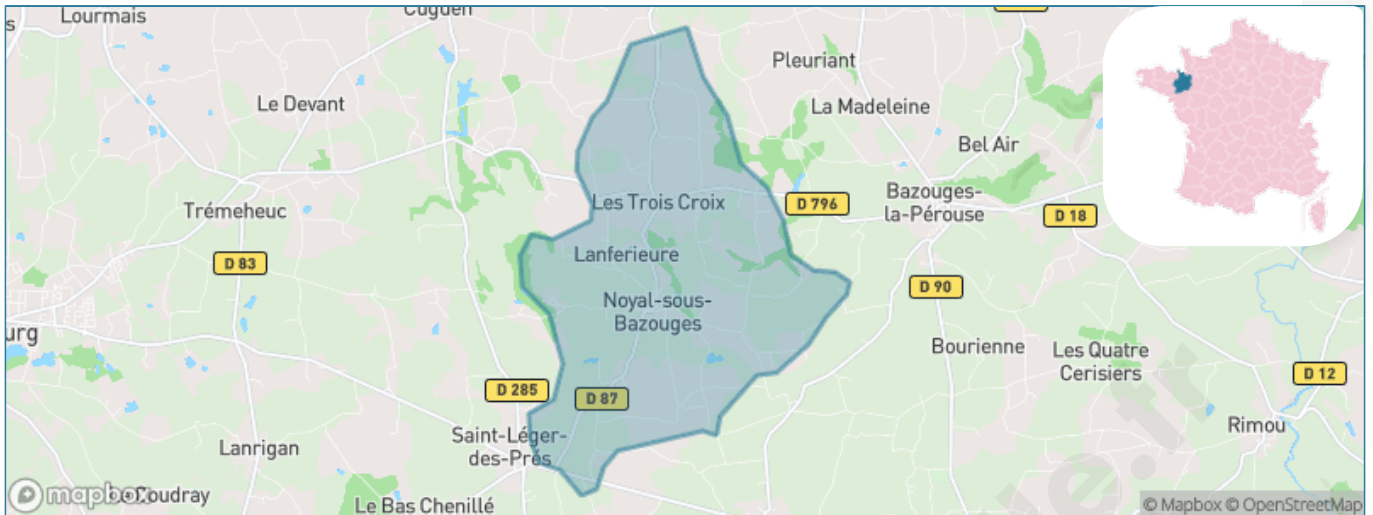 Lourmais
Cuguen
Pleuriant
Le Devant
La Madeleine
Bel Air
Les Trois Croix
D 796
Bazouges-
la-Pérouse
D 18
Trémeheuc
Lanferieure
D 83
D 90
Noyal-sous-
Bazouges
Bourienne
Les Quatre
Cerisiers
D 12
D 285
D 87
Saint-Léger-
des-Prés
Rimou
Lanrigan
mapbox
Le Bas Chenillé
© Mapbox © OpenStreetMap